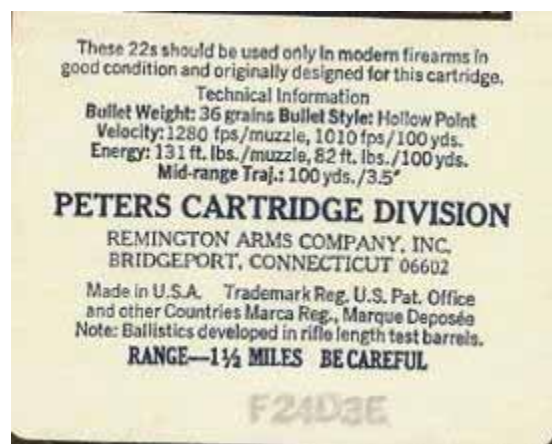 These 22s should be used only in modern firearms in
good condition and originally designed for this cartridge.
Technical Information
Bullet Weight: 36 grains Bullet Style: Hollow Point
Velocity: 1280 fps/muzzle, 1010 fps/100 yds.
Energy: 131 ft. lbs./muzzle, 82 ft. lbs./100 yds.
Mid-range Traj.: 100 yds./3.5"
PETERS CARTRIDGE DIVISION
REMINGTON ARMS COMPANY, INC.
BRIDGEPORT, CONNECTICUT 06602
Made in U.S.A. Trademark Reg. U.S. Pat. Office
and other Countries Marca Reg., Marque Deposée
Note: Ballistics developed in rifle length test barrels.
RANGE—1½ MILES BE CAREFUL
F24D3E